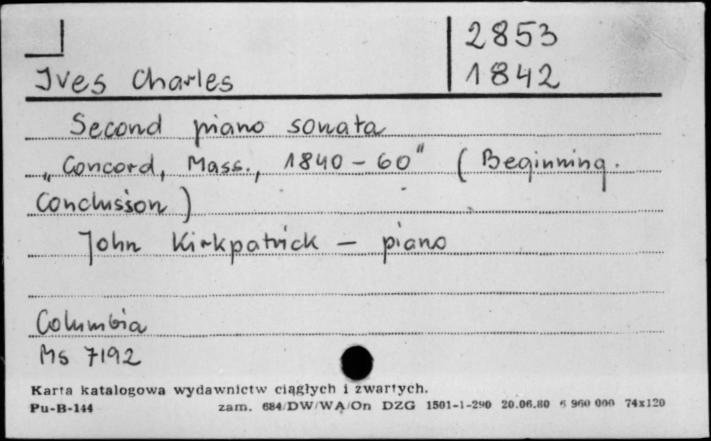 2853
Ives Charles 1842
Second piano sonata
„Concord, Mass., 1840-60" (Beginning.
Conclusion)
John Kirkpatrick - piano
Columbia
Ms 7192
Karta katalogowa wydawnictw ciągłych i zwartych.
Pu-B-144 zam. 684/DW/WA/On DZG 1501-1-290 20.06.80 6 960 000 74x120